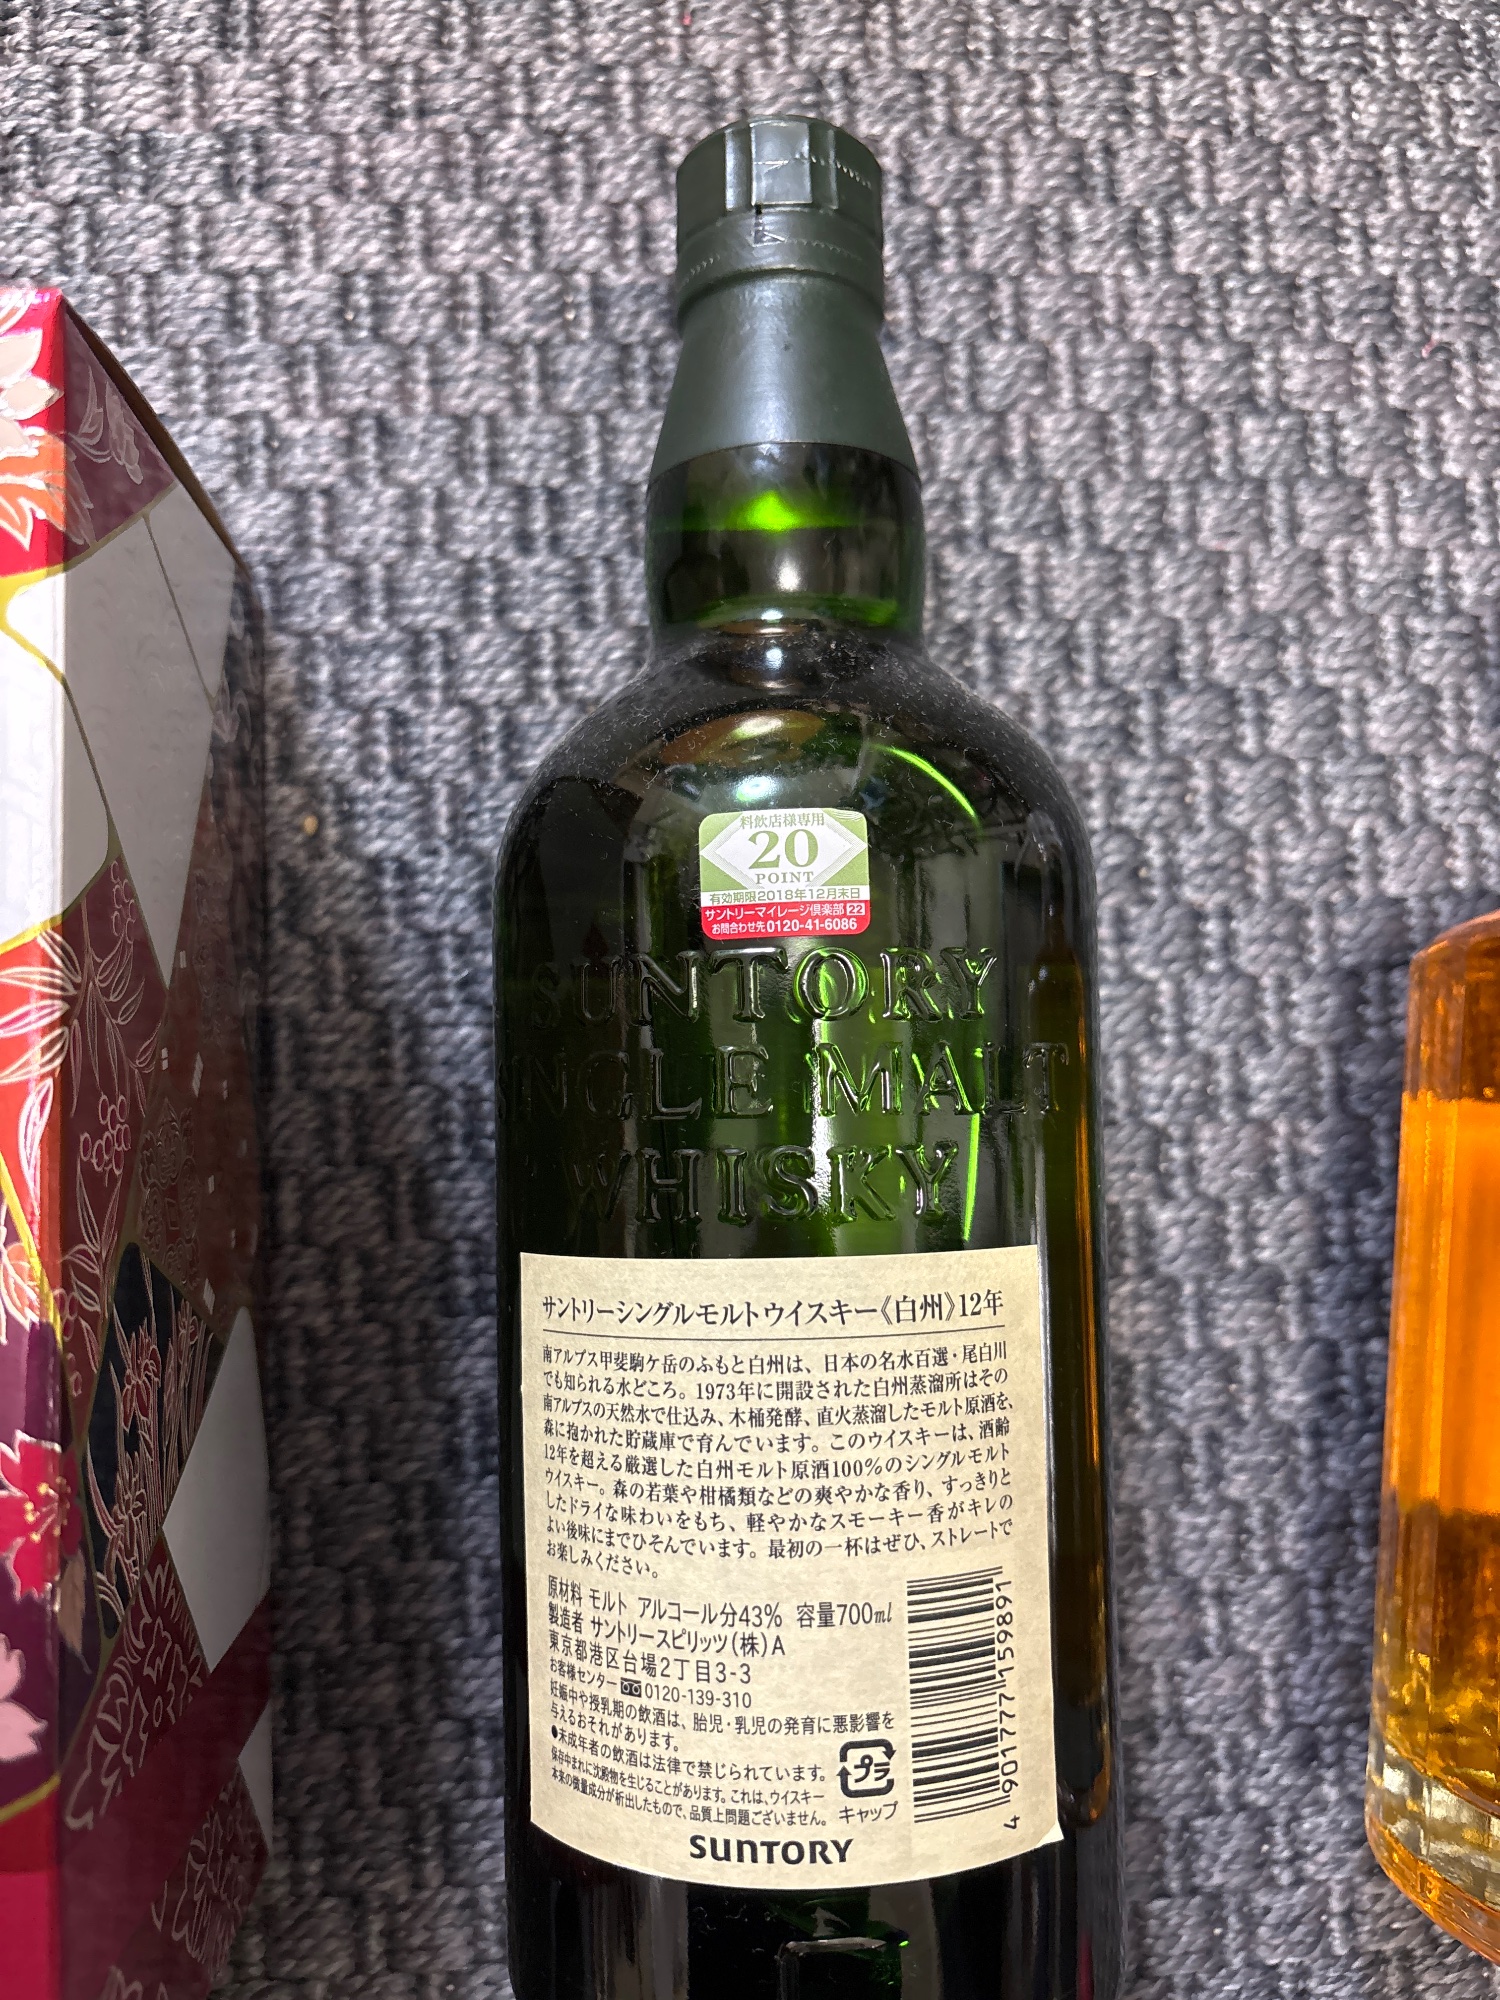 料飲店様専用
20
POINT
有効期限2018年12月末日
サントリーマイレージ倶楽部 22
お問合わせ先0120-41-6086
SUNTORY
SINGLE MALT
WHISKY
サントリーシングルモルトウイスキー《白州》12年
南アルプス甲斐駒ケ岳のふもと白州は、日本の名水百選・尾白川
でも知られる水どころ。1973年に開設された白州蒸溜所はその
南アルプスの天然水で仕込み、木桶発酵、直火蒸溜したモルト原酒を、
森に抱かれた貯蔵庫で育んでいます。このウイスキーは、酒齢
12年を超える厳選した白州モルト原酒100%のシングルモルト
ウイスキー。森の若葉や柑橘類などの爽やかな香り、すっきりと
したドライな味わいをもち、軽やかなスモーキー香がキレの
よい後味にまでひそんでいます。最初の一杯はぜひ、ストレートで
お楽しみください。
原材料 モルト アルコール分43% 容量700ml
製造者 サントリースピリッツ(株)A
東京都港区台場2丁目3-3
お客様センター 0120-139-310
妊娠中や授乳期の飲酒は、胎児・乳児の発育に悪影響を
与えるおそれがあります。
●未成年者の飲酒は法律で禁じられています。
保存中まれに沈殿物を生じることがあります。これは、ウイスキー
本来の微量成分が析出したもので、品質上問題ございません。
プラ
キャップ
4 901777 159891
SUNTORY